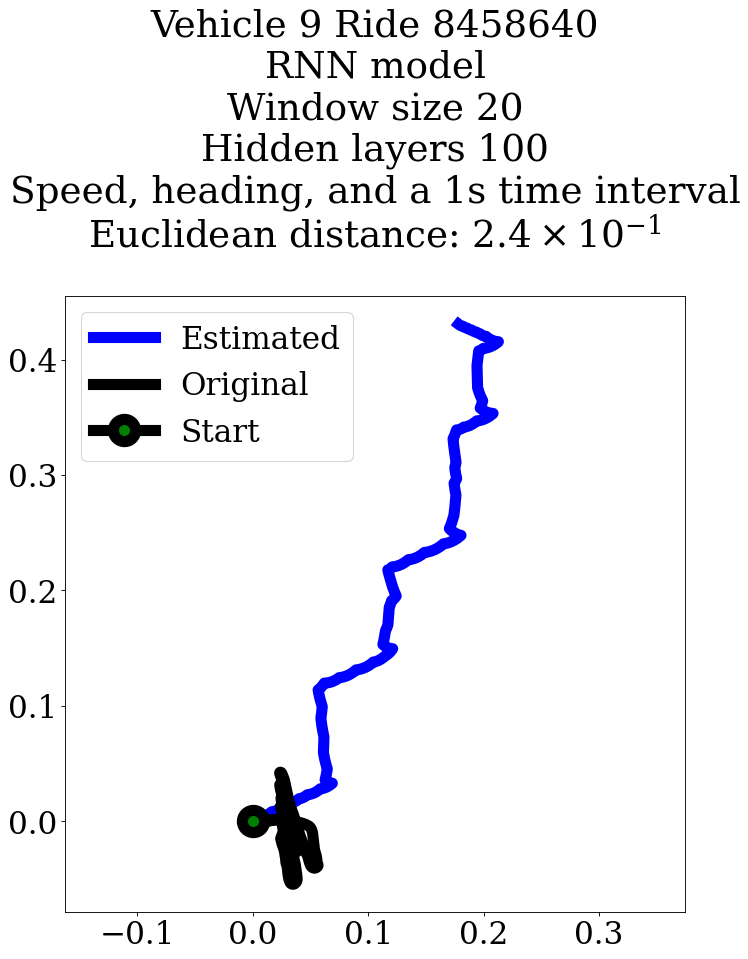 Vehicle 9 Ride 8458640
RNN model
Window size 20
Hidden layers 100
Speed, heading, and a 1s time interval
Euclidean distance: 2.4 × 10⁻¹
Estimated
Original
Start
0.4
0.3
0.2
0.1
0.0
−0.1 0.0 0.1 0.2 0.3